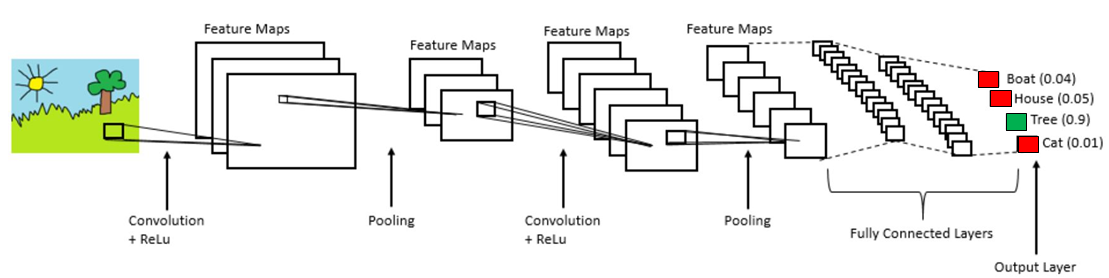 Feature Maps
Feature Maps
Feature Maps
Feature Maps
Boat (0.04)
House (0.05)
Tree (0.9)
Cat (0.01)
Convolution
+ ReLu
Pooling
Convolution
+ ReLu
Pooling
Fully Connected Layers
Output Layer